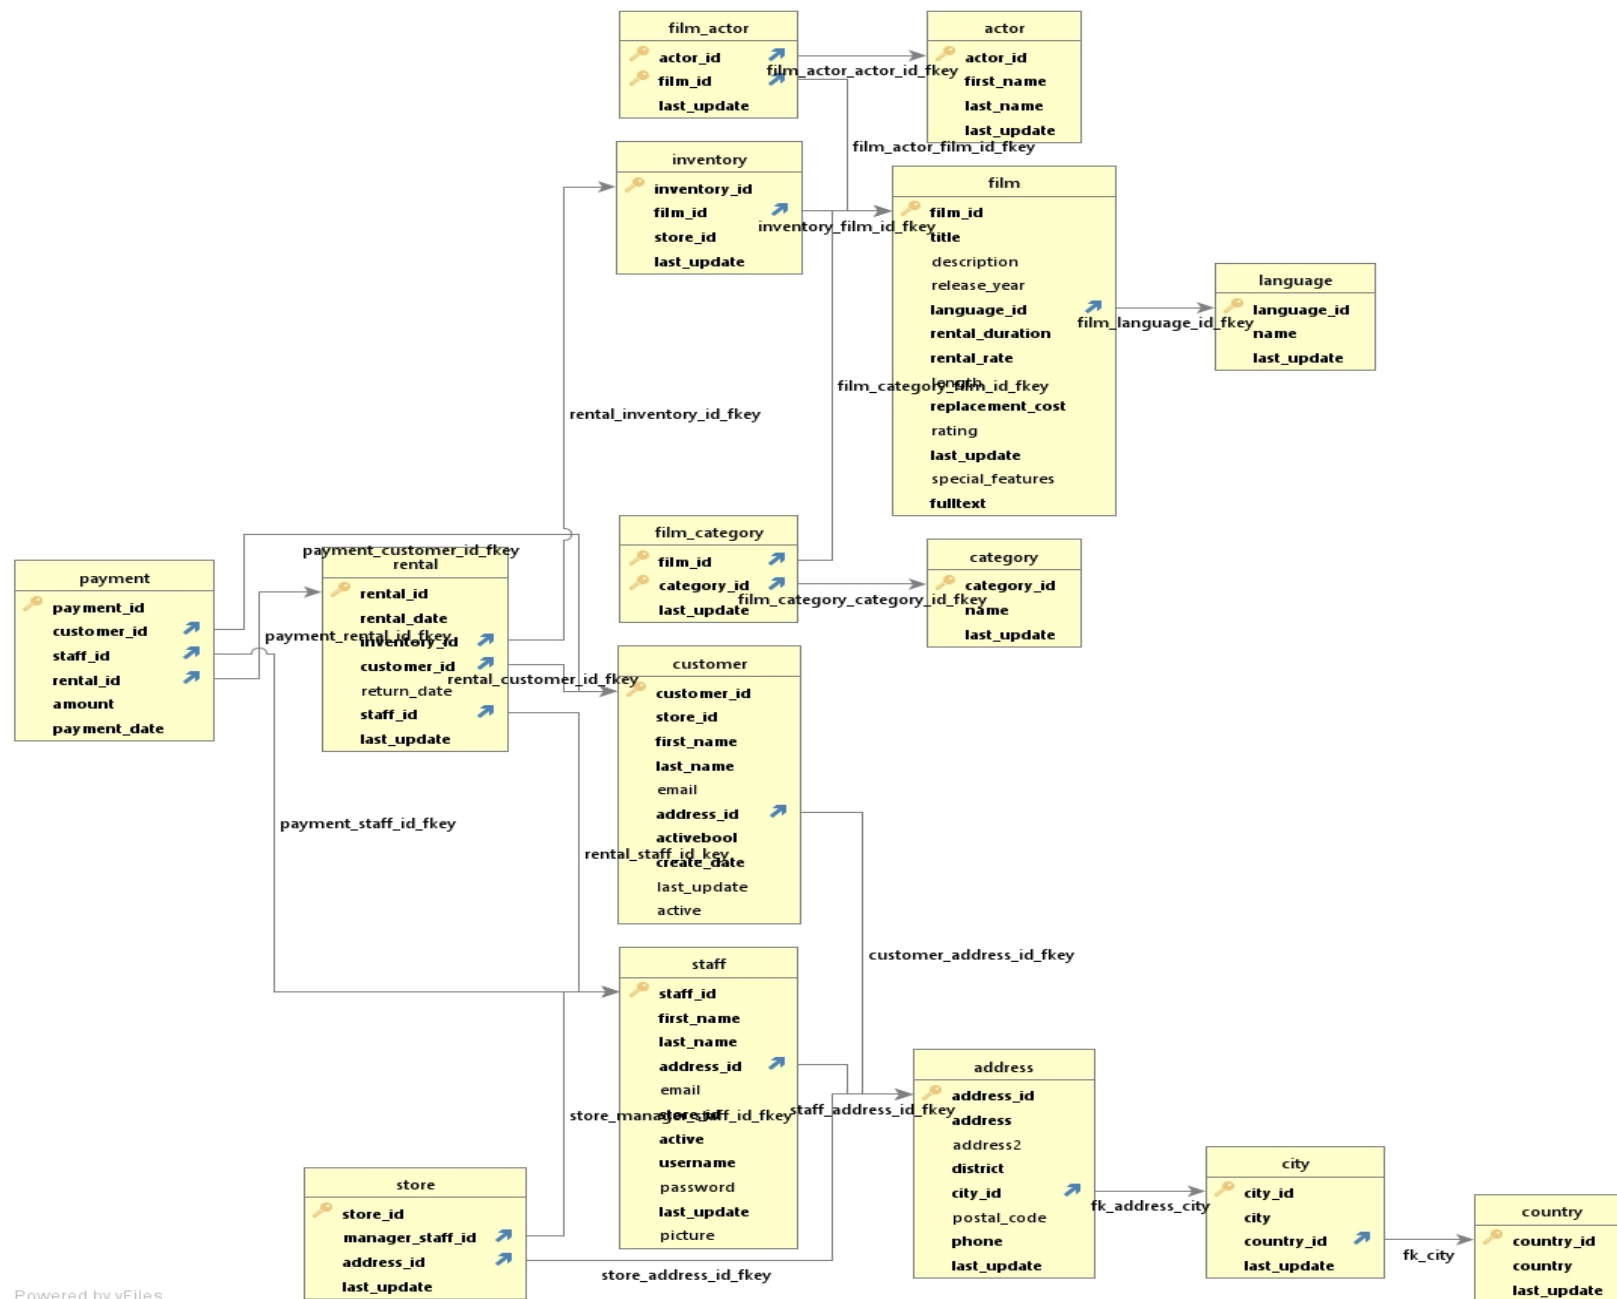 film_actor
actor_id
film_id
last_update
film_actor_actor_id_fkey
actor
actor_id
first_name
last_name
last_update
film_actor_film_id_fkey
inventory
inventory_id
film_id
store_id
last_update
inventory_film_id_fkey
film
film_id
title
description
release_year
language_id
rental_duration
rental_rate
length
replacement_cost
rating
last_update
special_features
fulltext
film_language_id_fkey
language
language_id
name
last_update
film_category_film_id_fkey
rental_inventory_id_fkey
film_category
film_id
category_id
last_update
film_category_category_id_fkey
category
category_id
name
last_update
payment_customer_id_fkey
payment
payment_id
customer_id
staff_id
rental_id
amount
payment_date
payment_rental_id_fkey
rental
rental_id
rental_date
inventory_id
customer_id
return_date
staff_id
last_update
rental_customer_id_fkey
customer
customer_id
store_id
first_name
last_name
email
address_id
activebool
create_date
last_update
active
payment_staff_id_fkey
rental_staff_id_key
customer_address_id_fkey
staff
staff_id
first_name
last_name
address_id
email
store_id
active
username
password
last_update
picture
store_manager_staff_id_fkey
staff_address_id_fkey
address
address_id
address
address2
district
city_id
postal_code
phone
last_update
fk_address_city
city
city_id
city
country_id
last_update
fk_city
country
country_id
country
last_update
store
store_id
manager_staff_id
address_id
last_update
store_address_id_fkey
Powered by yFiles